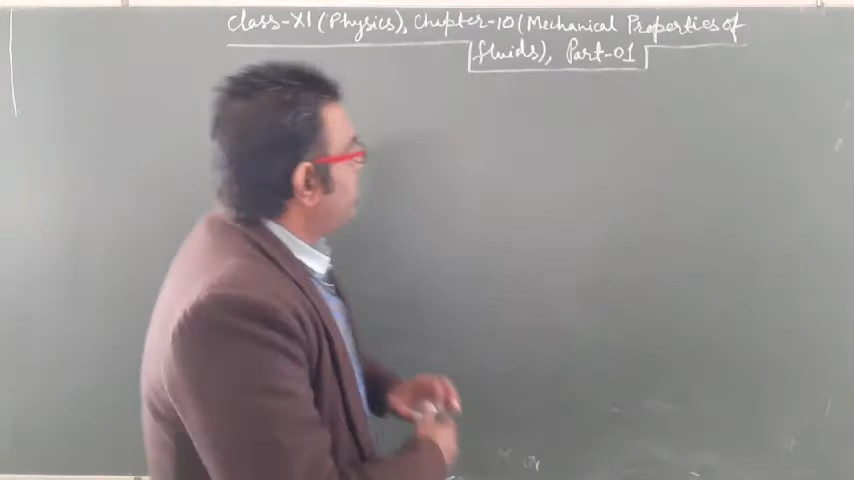 Class-XI (Physics), Chapter-10 (Mechanical Properties of
fluids), Part-01